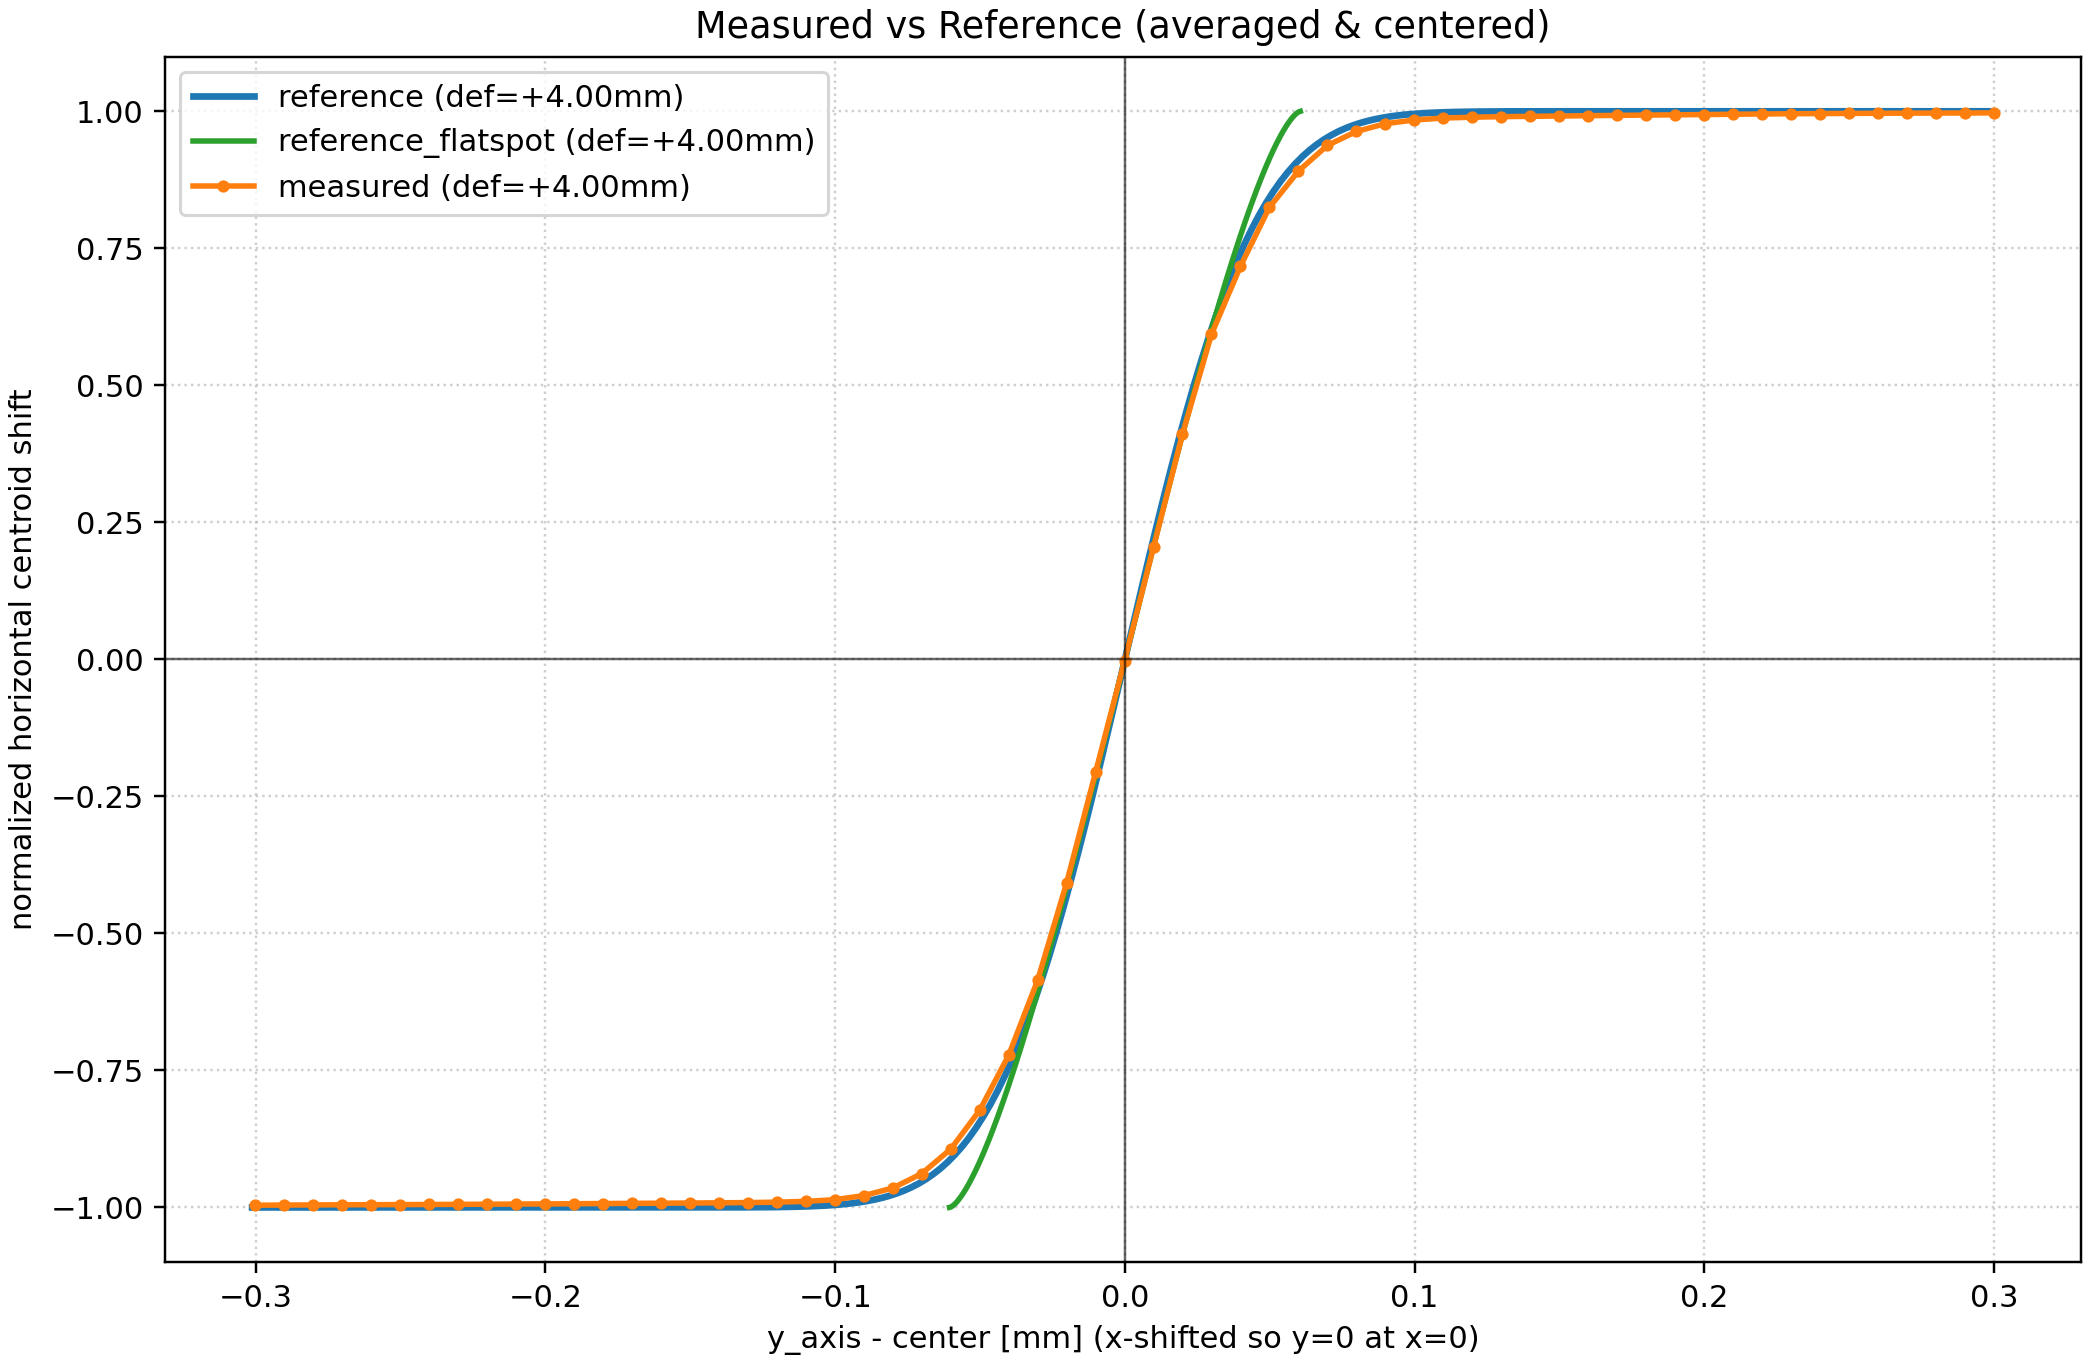 Measured vs Reference (averaged & centered)
reference (def=+4.00mm)
reference_flatspot (def=+4.00mm)
measured (def=+4.00mm)
normalized horizontal centroid shift
1.00
0.75
0.50
0.25
0.00
−0.25
−0.50
−0.75
−1.00
−0.3
−0.2
−0.1
0.0
0.1
0.2
0.3
y_axis - center [mm] (x-shifted so y=0 at x=0)